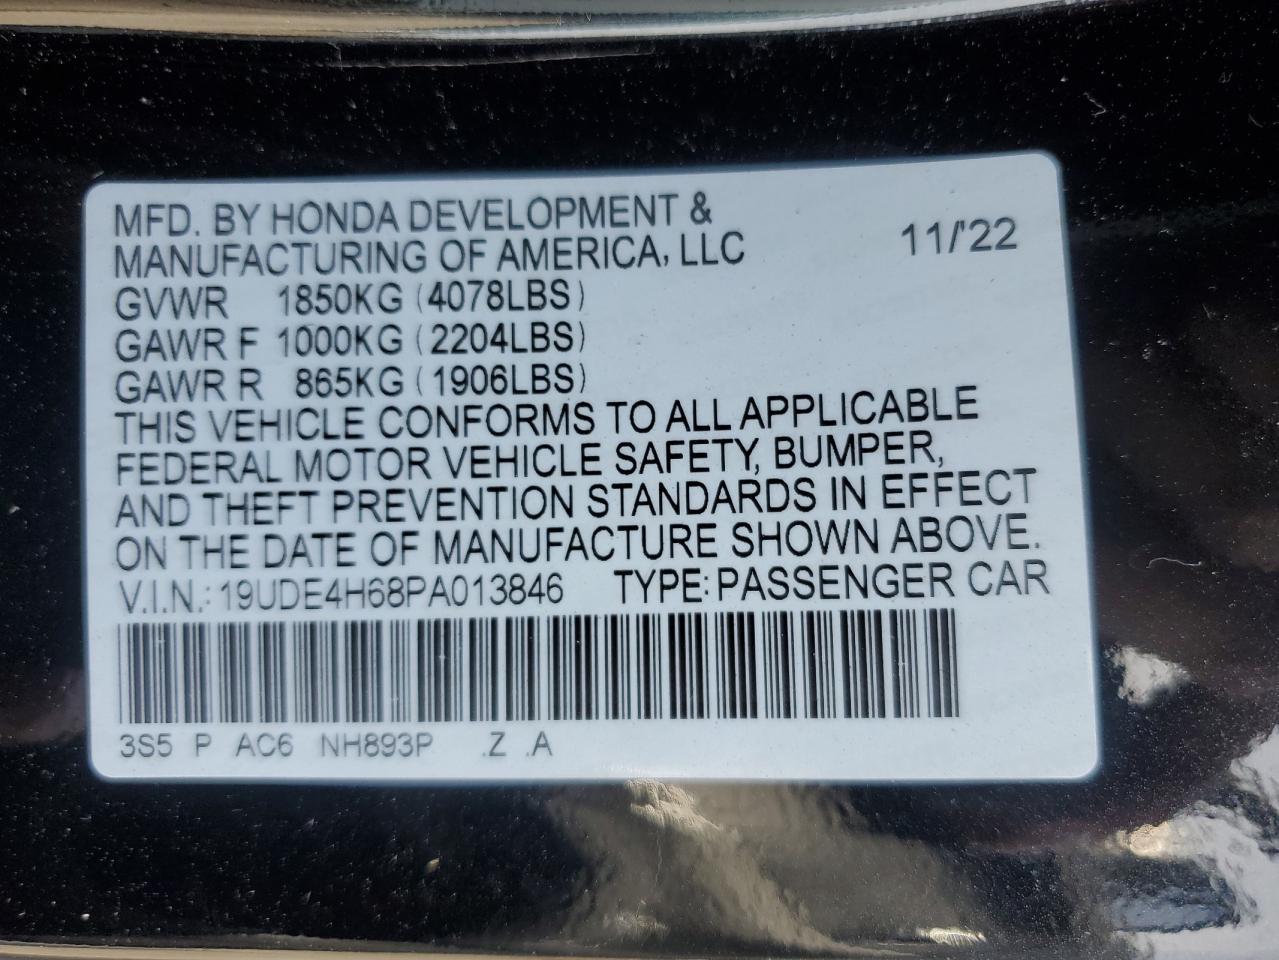 MFD. BY HONDA DEVELOPMENT &
MANUFACTURING OF AMERICA, LLC 11/'22
GVWR 1850KG (4078LBS)
GAWR F 1000KG (2204LBS)
GAWR R 865KG (1906LBS)
THIS VEHICLE CONFORMS TO ALL APPLICABLE
FEDERAL MOTOR VEHICLE SAFETY, BUMPER,
AND THEFT PREVENTION STANDARDS IN EFFECT
ON THE DATE OF MANUFACTURE SHOWN ABOVE.
V.I.N.: 19UDE4H68PA013846 TYPE: PASSENGER CAR
3S5 P AC6 NH893P .Z .A